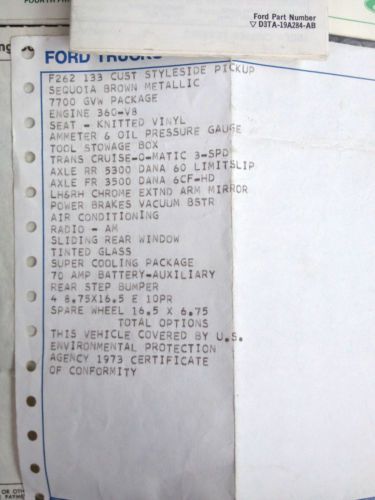 FOURTH
Ford Part Number
▽ D3TA-19A284-AB
FORD TRUCKS
F262 133 CUST STYLESIDE PICKUP
SEQUOIA BROWN METALLIC
7700 GVW PACKAGE
ENGINE 360-V8
SEAT - KNITTED VINYL
AMMETER & OIL PRESSURE GAUGE
TOOL STOWAGE BOX
TRANS CRUISE-O-MATIC 3-SPD
AXLE RR 5300 DANA 60 LIMITSLIP
AXLE FR 3500 DANA 6CF-HD
LH&RH CHROME EXTND ARM MIRROR
POWER BRAKES VACUUM BSTR
AIR CONDITIONING
RADIO - AM
SLIDING REAR WINDOW
TINTED GLASS
SUPER COOLING PACKAGE
70 AMP BATTERY-AUXILIARY
REAR STEP BUMPER
4 8.75X16.5 E 10PR
SPARE WHEEL 16.5 X 6.75
TOTAL OPTIONS
THIS VEHICLE COVERED BY U.S.
ENVIRONMENTAL PROTECTION
AGENCY 1973 CERTIFICATE
OF CONFORMITY